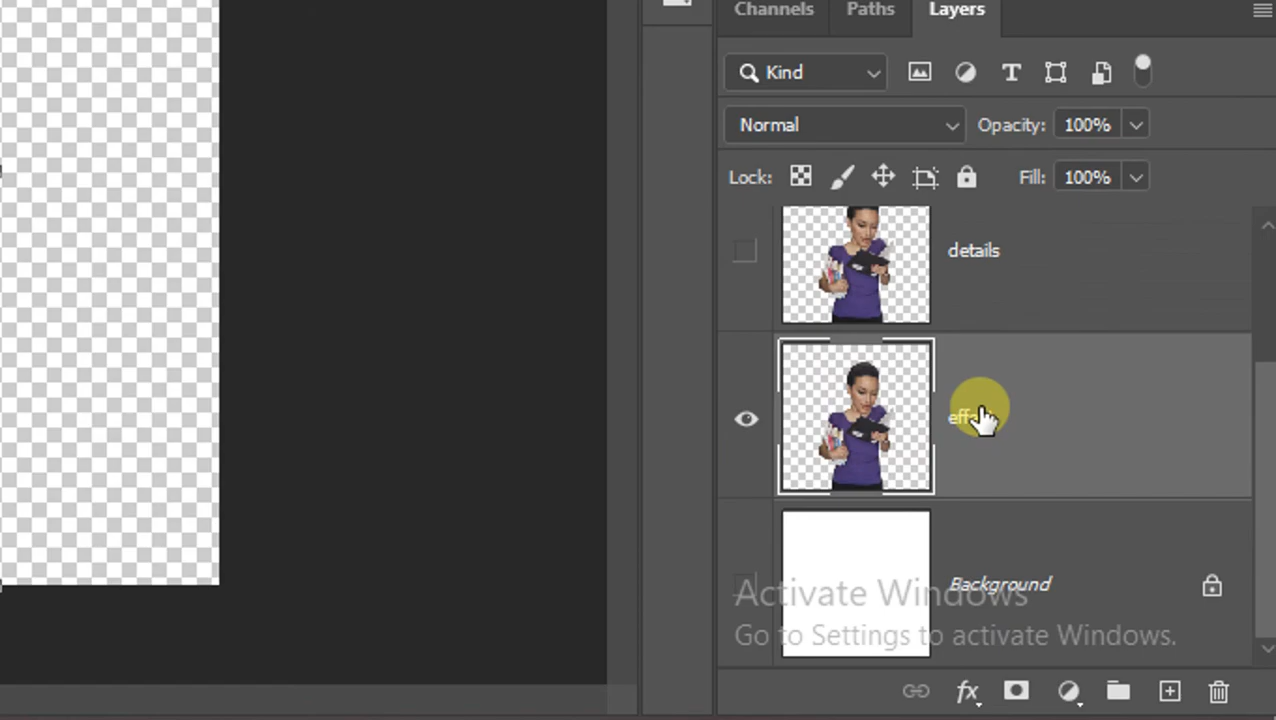 Channels Paths Layers
Kind
Normal Opacity: 100%
Lock: Fill: 100%
details
Background
Activate Windows
Go to Settings to activate Windows.
fx